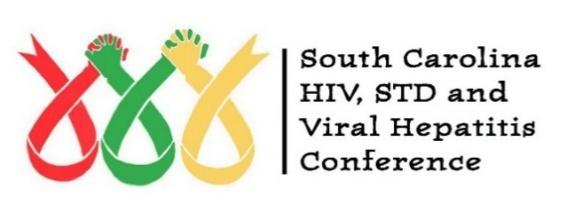 South Carolina
HIV, STD and
Viral Hepatitis
Conference